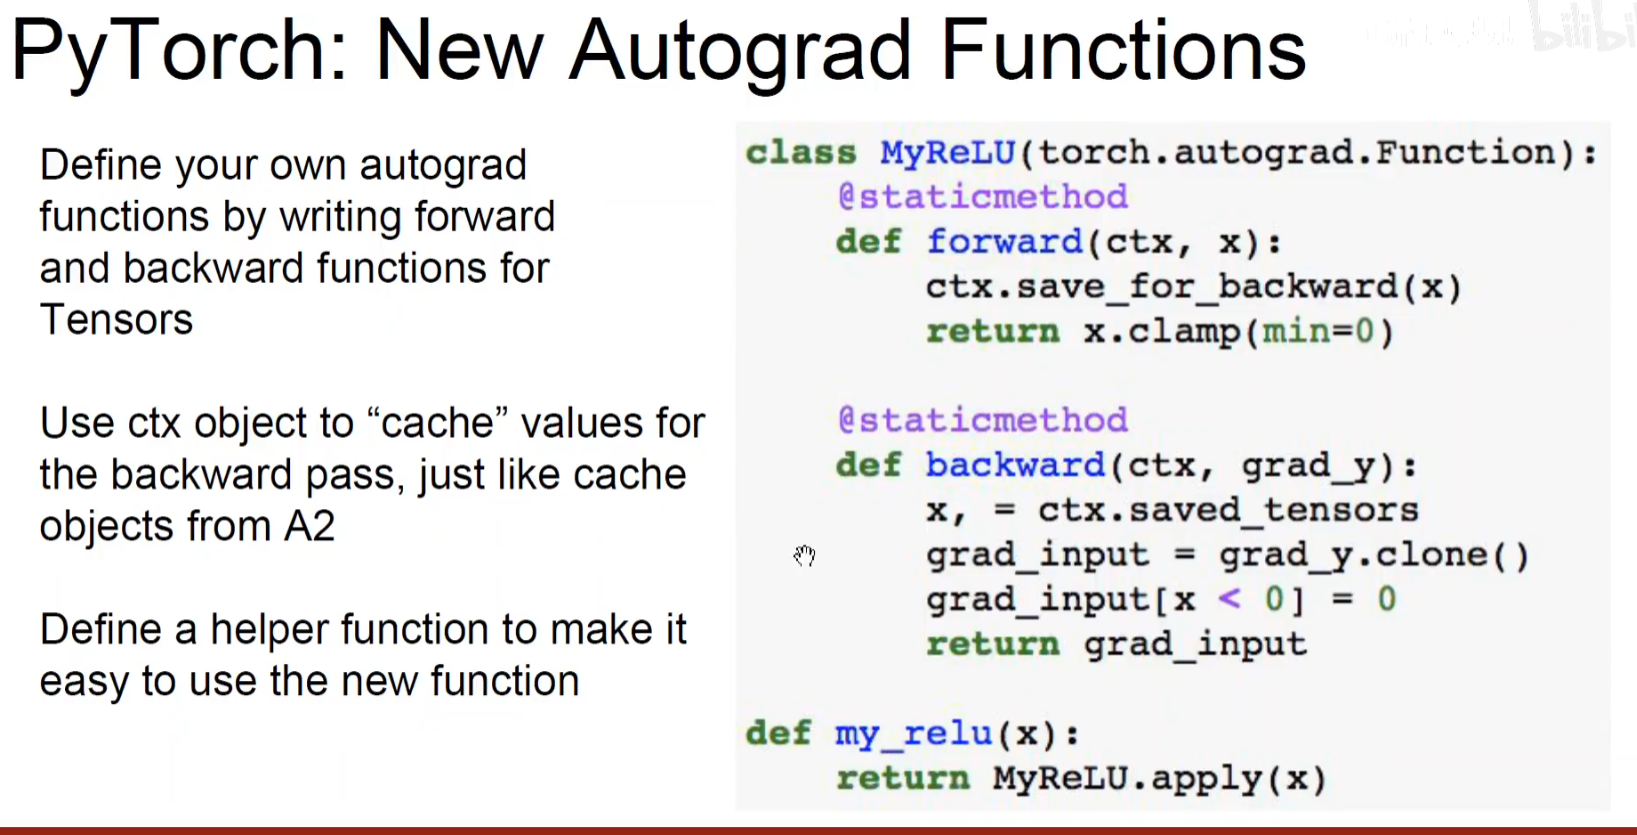 PyTorch: New Autograd Functions
bilibili
Define your own autograd
functions by writing forward
and backward functions for
Tensors
Use ctx object to “cache” values for
the backward pass, just like cache
objects from A2
Define a helper function to make it
easy to use the new function
class MyReLU(torch.autograd.Function):
    @staticmethod
    def forward(ctx, x):
        ctx.save_for_backward(x)
        return x.clamp(min=0)
    @staticmethod
    def backward(ctx, grad_y):
        x, = ctx.saved_tensors
        grad_input = grad_y.clone()
        grad_input[x < 0] = 0
        return grad_input
def my_relu(x):
    return MyReLU.apply(x)